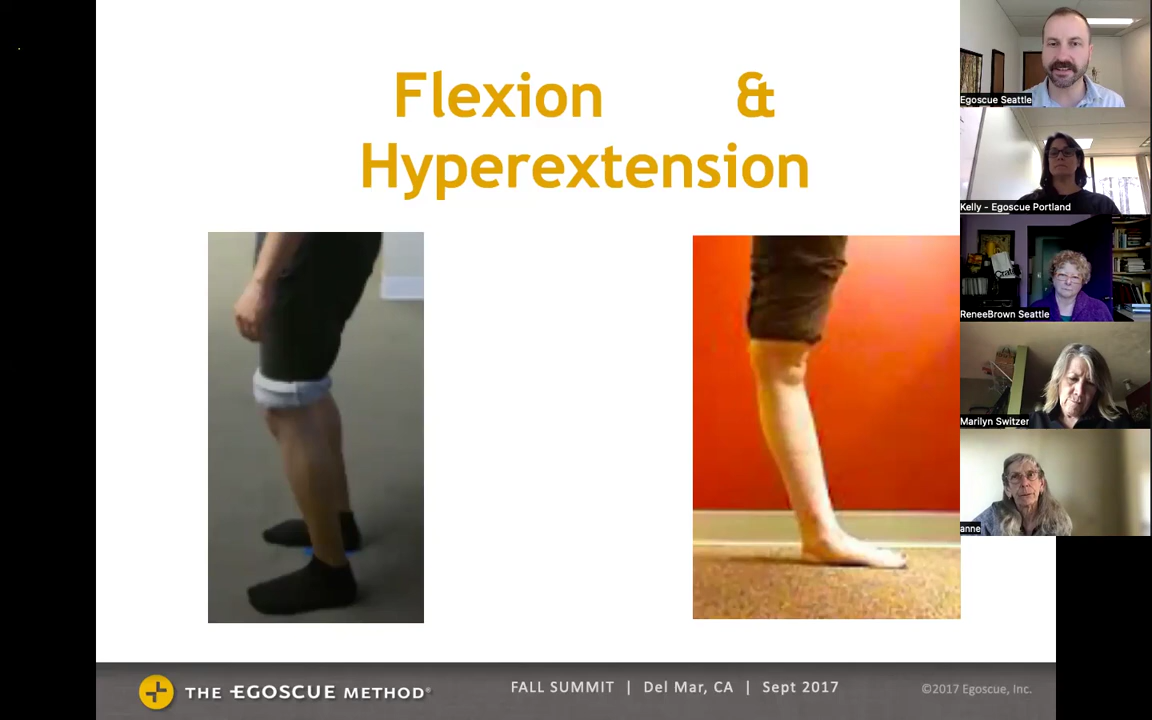 Flexion &
Hyperextension
Egoscue Seattle
Kelly - Egoscue Portland
ReneeBrown Seattle
Marilyn Switzer
anne
THE EGOSCUE METHOD®
FALL SUMMIT | Del Mar, CA | Sept 2017
©2017 Egoscue, Inc.